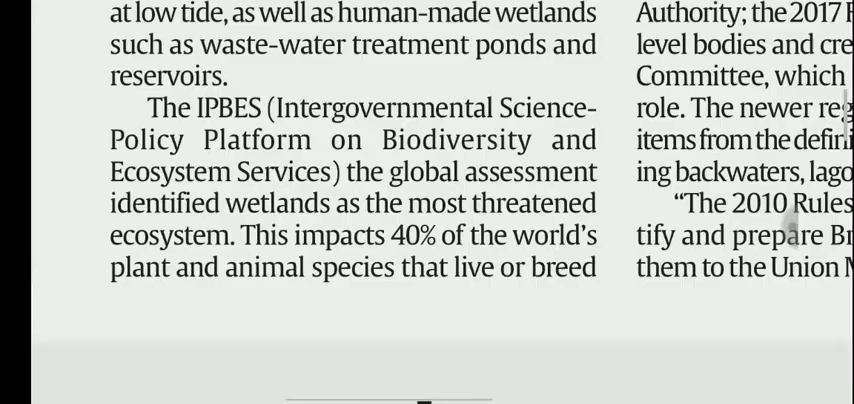 at low tide, as well as human-made wetlands
such as waste-water treatment ponds and
reservoirs.
The IPBES (Intergovernmental Science-
Policy Platform on Biodiversity and
Ecosystem Services) the global assessment
identified wetlands as the most threatened
ecosystem. This impacts 40% of the world's
plant and animal species that live or breed
Authority; the 2017
level bodies and cre
Committee, which
role. The newer reg
items from the defini
ing backwaters, lago
“The 2010 Rules
tify and prepare Br
them to the Union M